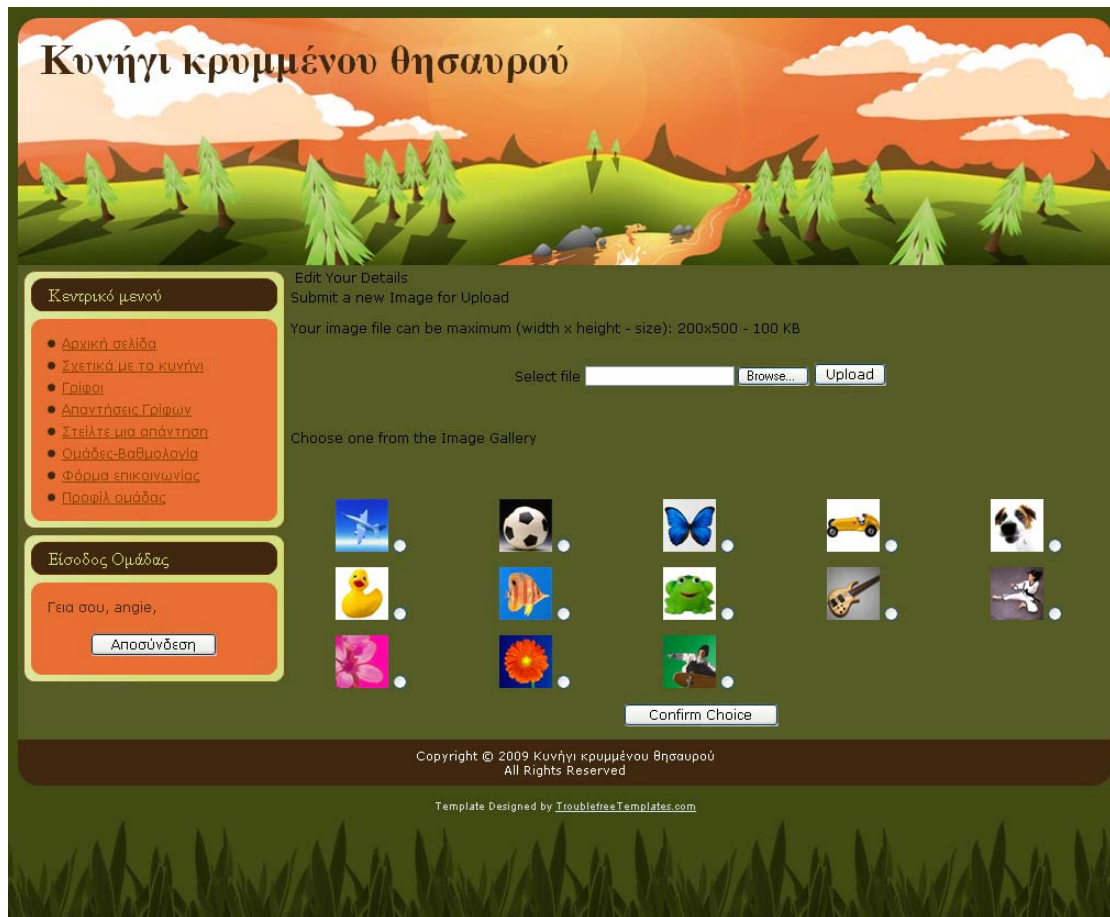 Κυνήγι κρυμμένου θησαυρού
Κεντρικό μενού
Αρχική σελίδα
Σχετικά με το κυνήγι
Γρίφοι
Απαντήσεις Γρίφων
Στείλτε μια απάντηση
Ομάδες-Βαθμολογία
Φόρμα επικοινωνίας
Προφίλ ομάδας
Είσοδος Ομάδας
Γεια σου, angie,
Αποσύνδεση
Edit Your Details
Submit a new Image for Upload
Your image file can be maximum (width x height - size): 200x500 - 100 KB
Select file Browse... Upload
Choose one from the Image Gallery
Confirm Choice
Copyright © 2009 Κυνήγι κρυμμένου θησαυρού
All Rights Reserved
Template Designed by TroublefreeTemplates.com